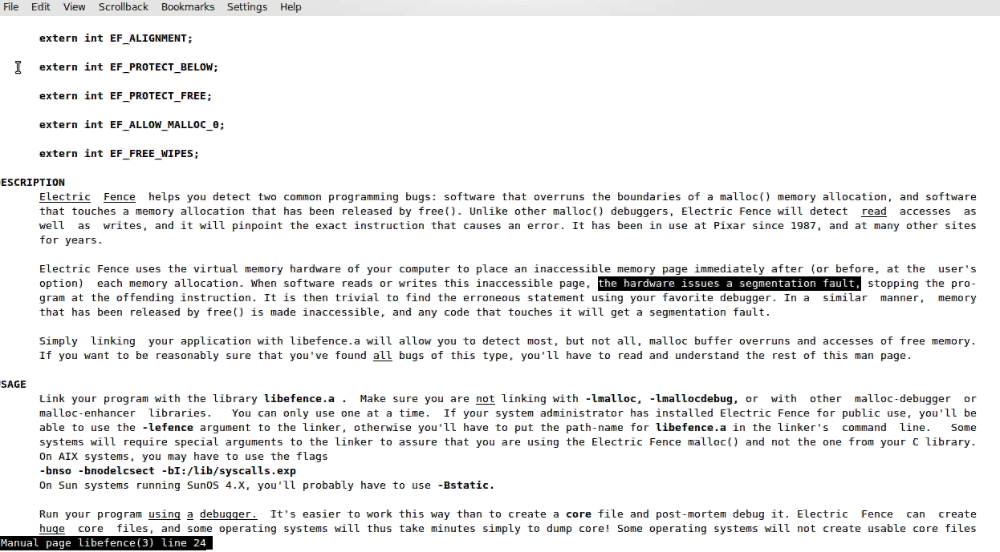 File Edit View Scrollback Bookmarks Settings Help
extern int EF_ALIGNMENT;
extern int EF_PROTECT_BELOW;
extern int EF_PROTECT_FREE;
extern int EF_ALLOW_MALLOC_0;
extern int EF_FREE_WIPES;
ESCRIPTION
Electric Fence helps you detect two common programming bugs: software that overruns the boundaries of a malloc() memory allocation, and software
that touches a memory allocation that has been released by free(). Unlike other malloc() debuggers, Electric Fence will detect read accesses as
well as writes, and it will pinpoint the exact instruction that causes an error. It has been in use at Pixar since 1987, and at many other sites
for years.
Electric Fence uses the virtual memory hardware of your computer to place an inaccessible memory page immediately after (or before, at the user's
option) each memory allocation. When software reads or writes this inaccessible page, the hardware issues a segmentation fault, stopping the pro-
gram at the offending instruction. It is then trivial to find the erroneous statement using your favorite debugger. In a similar manner, memory
that has been released by free() is made inaccessible, and any code that touches it will get a segmentation fault.
Simply linking your application with libefence.a will allow you to detect most, but not all, malloc buffer overruns and accesses of free memory.
If you want to be reasonably sure that you've found all bugs of this type, you'll have to read and understand the rest of this man page.
SAGE
Link your program with the library libefence.a . Make sure you are not linking with -lmalloc, -lmallocdebug, or with other malloc-debugger or
malloc-enhancer libraries. You can only use one at a time. If your system administrator has installed Electric Fence for public use, you'll be
able to use the -lefence argument to the linker, otherwise you'll have to put the path-name for libefence.a in the linker's command line. Some
systems will require special arguments to the linker to assure that you are using the Electric Fence malloc() and not the one from your C library.
On AIX systems, you may have to use the flags
-bnso -bnodelcsect -bI:/lib/syscalls.exp
On Sun systems running SunOS 4.X, you'll probably have to use -Bstatic.
Run your program using a debugger. It's easier to work this way than to create a core file and post-mortem debug it. Electric Fence can create
huge core files, and some operating systems will thus take minutes simply to dump core! Some operating systems will not create usable core files
Manual page libefence(3) line 24